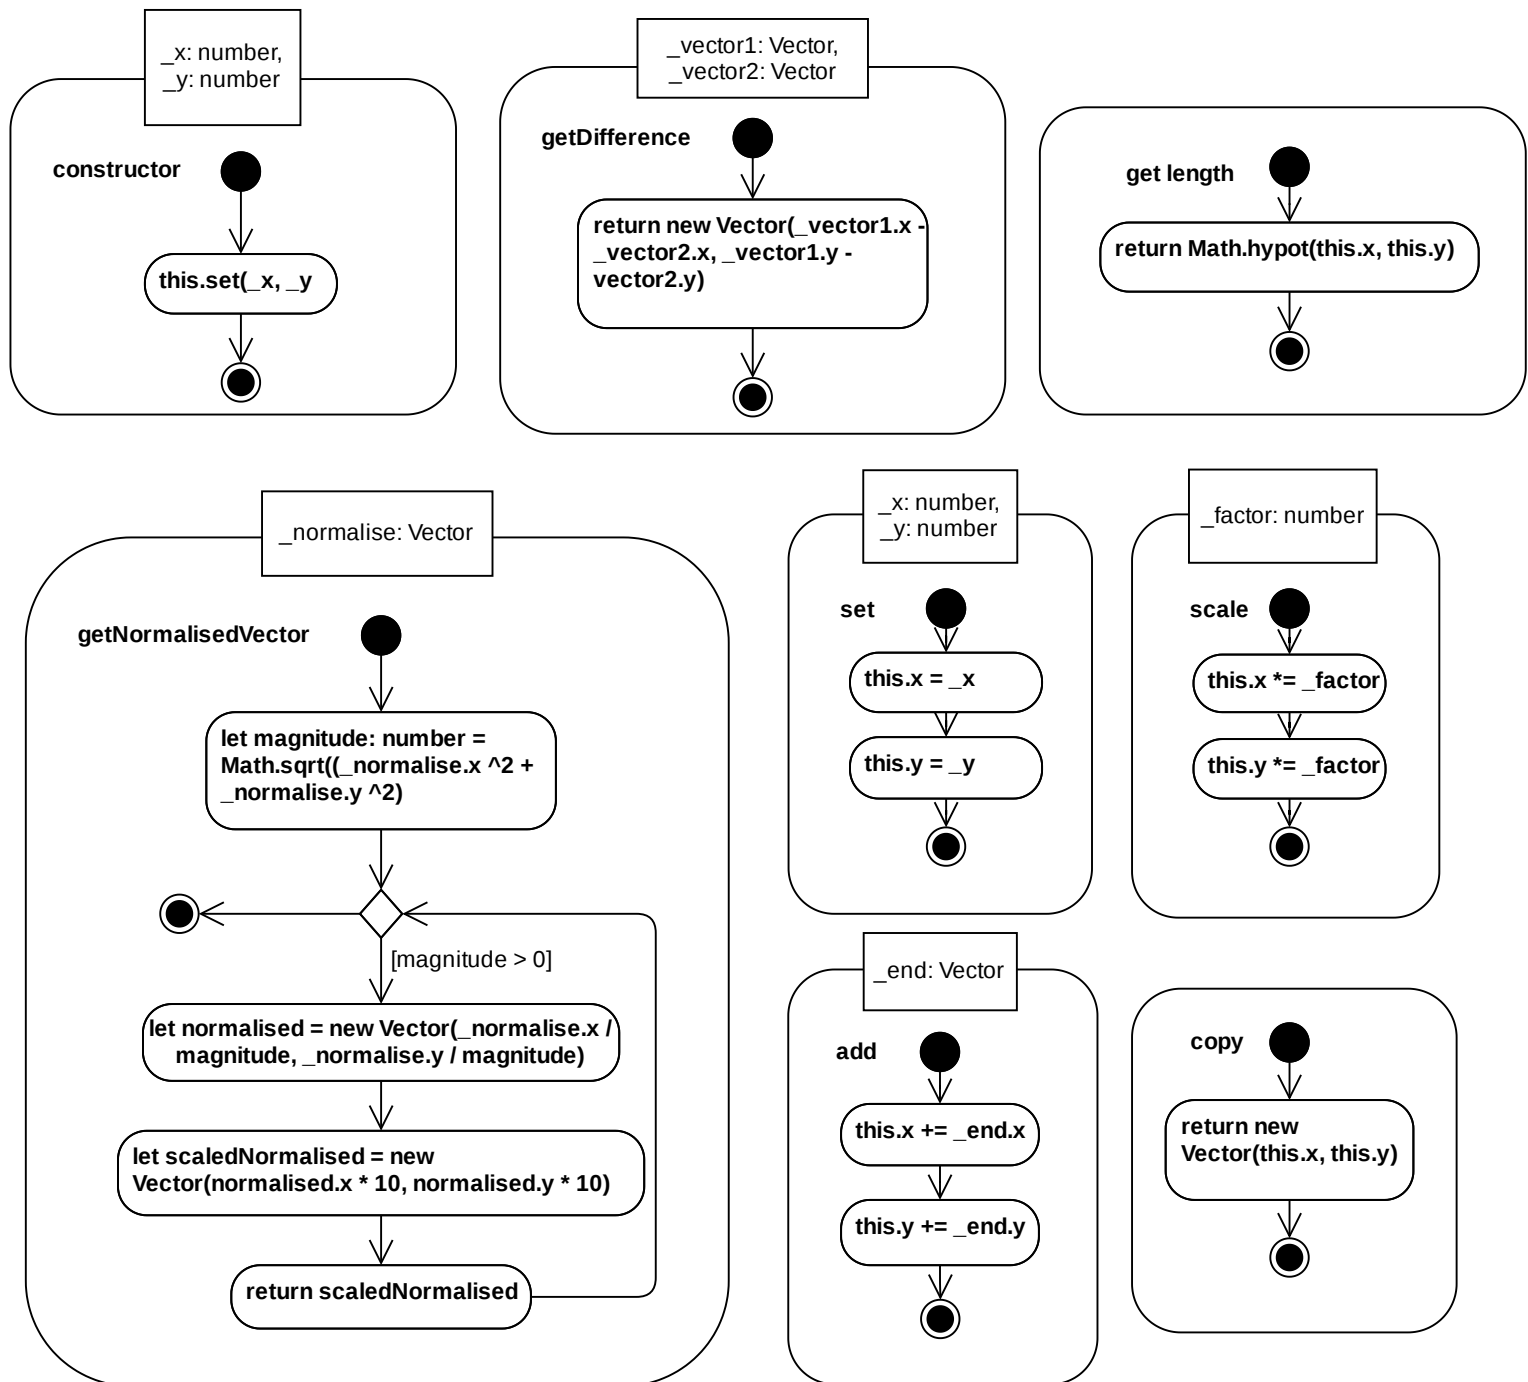 _x: number,
_y: number
constructor
this.set(_x, _y
_vector1: Vector,
_vector2: Vector
getDifference
return new Vector(_vector1.x -
_vector2.x, _vector1.y -
vector2.y)
get length
return Math.hypot(this.x, this.y)
_normalise: Vector
getNormalisedVector
let magnitude: number =
Math.sqrt((_normalise.x ^2 +
_normalise.y ^2)
[magnitude > 0]
let normalised = new Vector(_normalise.x /
magnitude, _normalise.y / magnitude)
let scaledNormalised = new
Vector(normalised.x * 10, normalised.y * 10)
return scaledNormalised
_x: number,
_y: number
set
this.x = _x
this.y = _y
_factor: number
scale
this.x *= _factor
this.y *= _factor
_end: Vector
add
this.x += _end.x
this.y += _end.y
copy
return new
Vector(this.x, this.y)